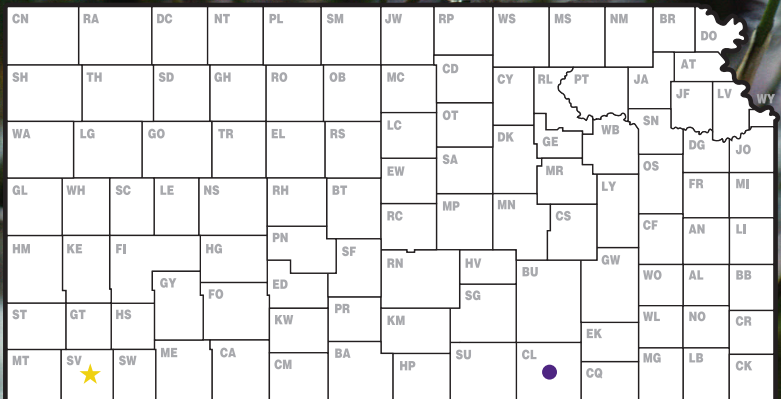 CN RA DC NT PL SM JW RP WS MS NM BR DO
SH TH SD GH RO OB MC CD CY RL PT JA AT
JF LV WY
WA LG GO TR EL RS LC OT DK GE WB SN DG JO
EW SA MR OS
GL WH SC LE NS RH BT RC MP MN CS LY FR MI
HM KE FI HG PN SF RN HV BU GW CF AN LI
GY FO ED SG WO AL BB
ST GT HS KW PR KM EK WL NO CR
MT SV SW ME CA CM BA HP SU CL CQ MG LB CK